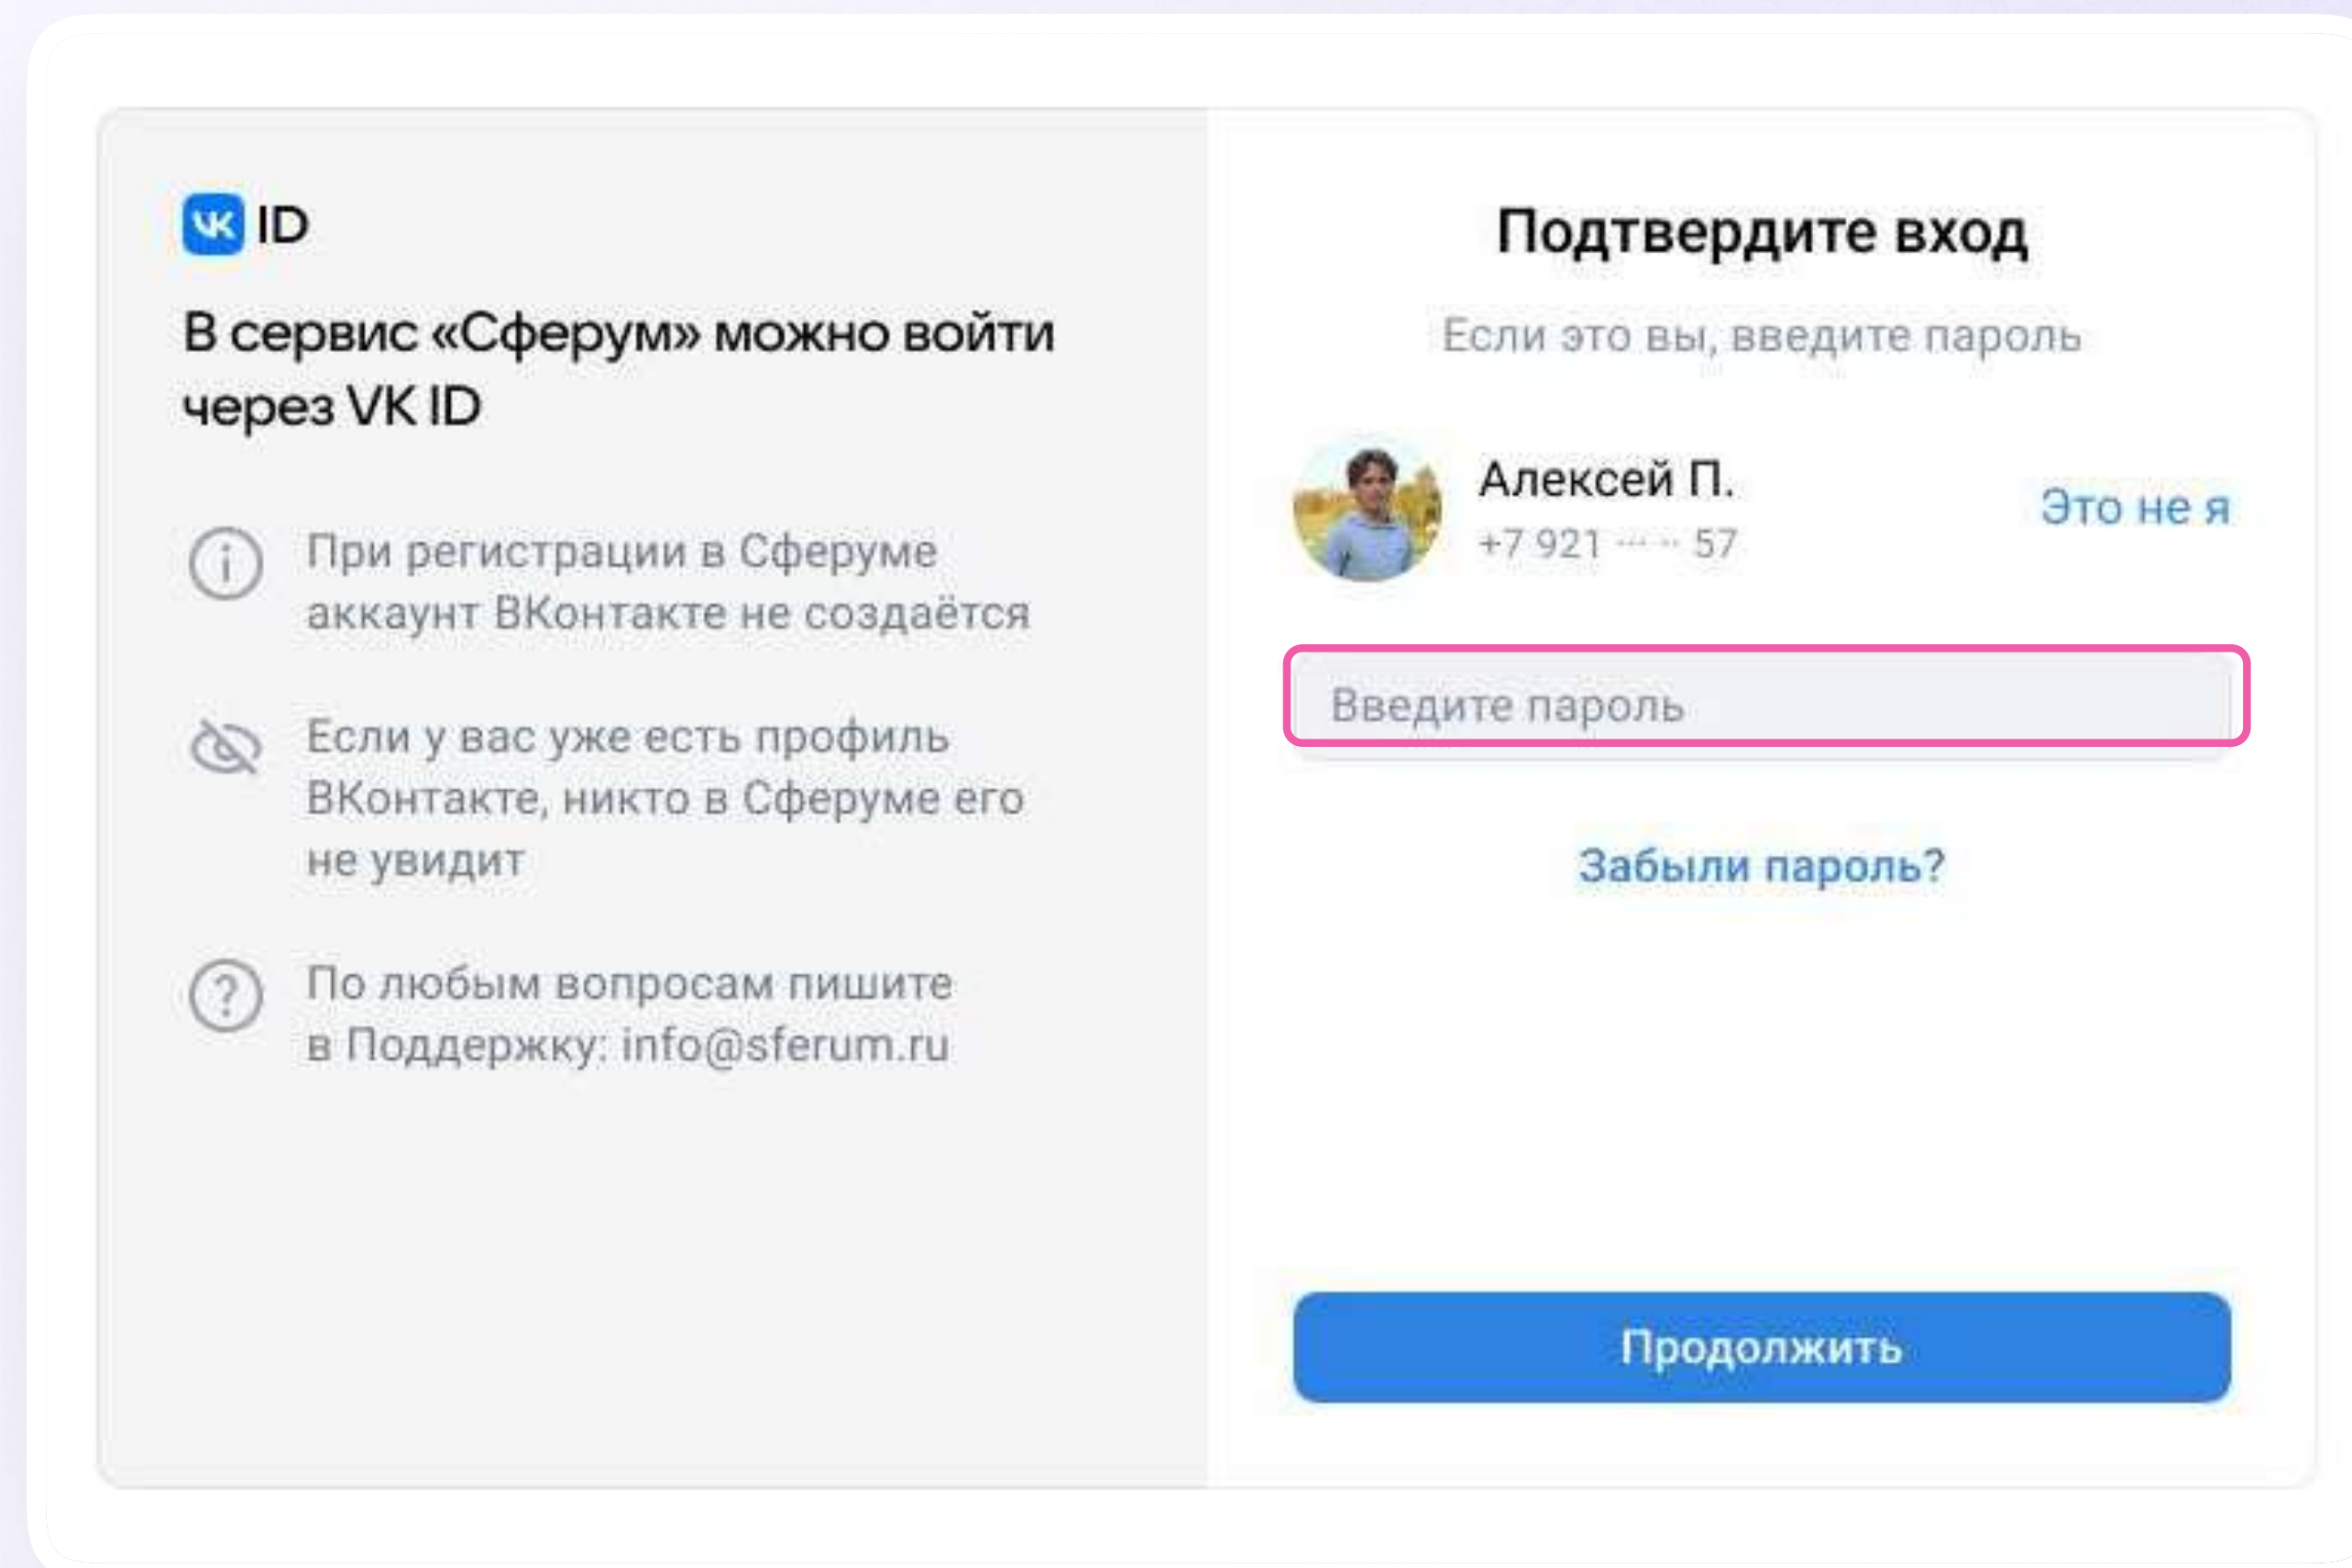 VK ID
В сервис «Сферум» можно войти
через VK ID
При регистрации в Сферуме
аккаунт ВКонтакте не создаётся
Если у вас уже есть профиль
ВКонтакте, никто в Сферуме его
не увидит
По любым вопросам пишите
в Поддержку: info@sferum.ru
Подтвердите вход
Если это вы, введите пароль
Алексей П.
+7 921 ··· ·· 57
Это не я
Введите пароль
Забыли пароль?
Продолжить